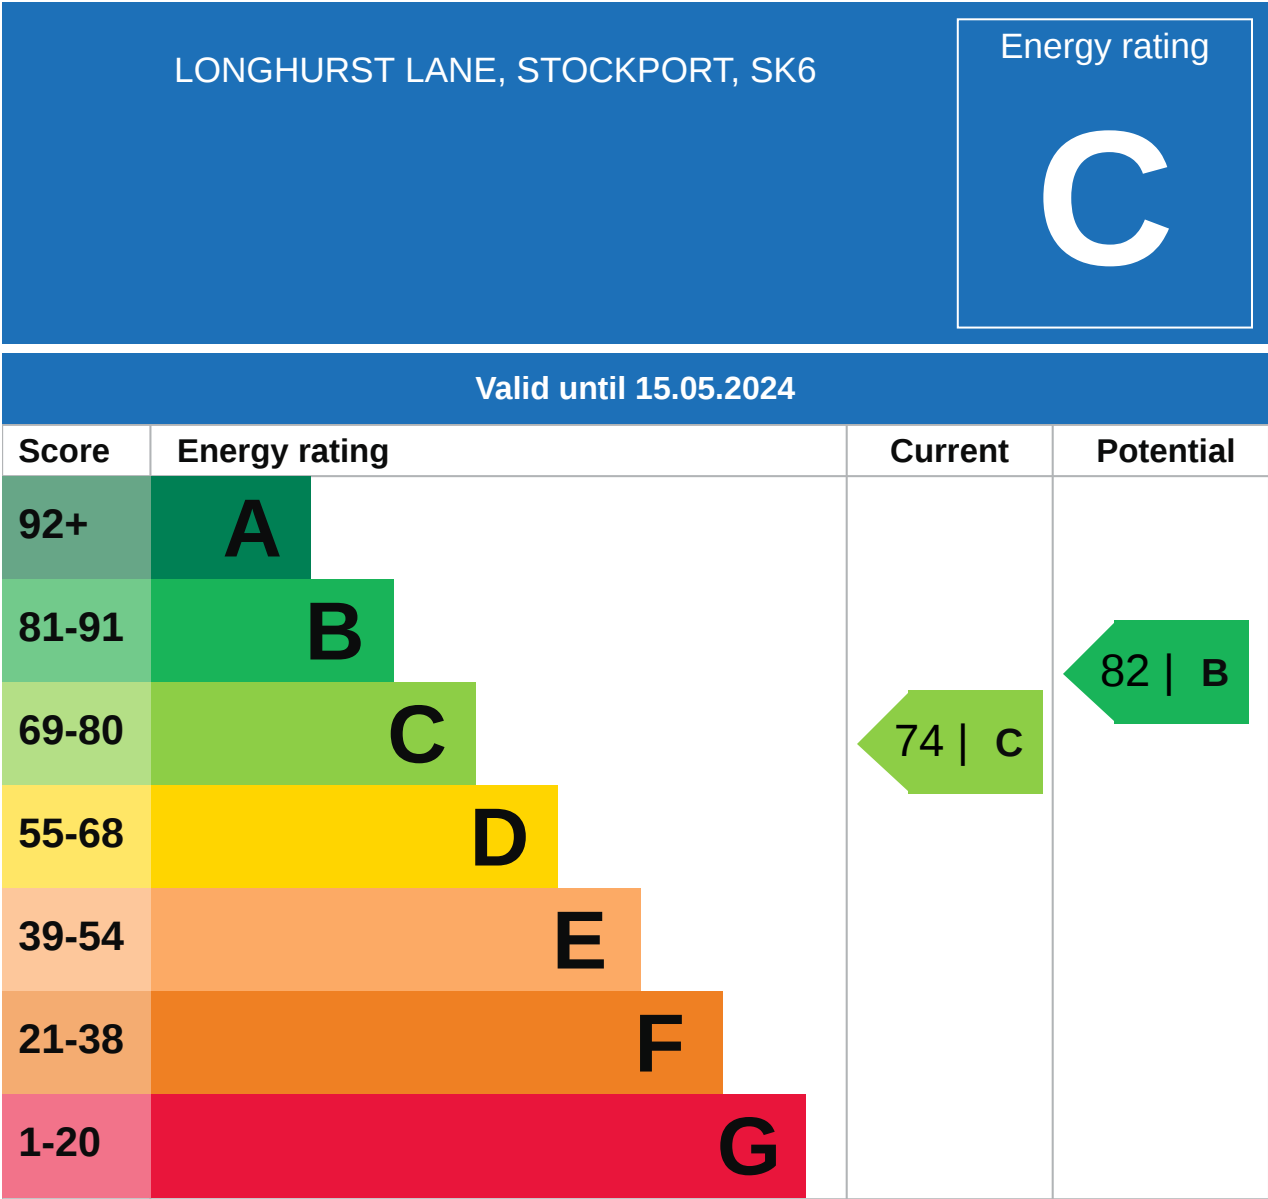 LONGHURST LANE, STOCKPORT, SK6
Energy rating
C
Valid until 15.05.2024
Score Energy rating Current Potential
92+ A
81-91 B
82 | B
69-80 C
74 | C
55-68 D
39-54 E
21-38 F
1-20 G